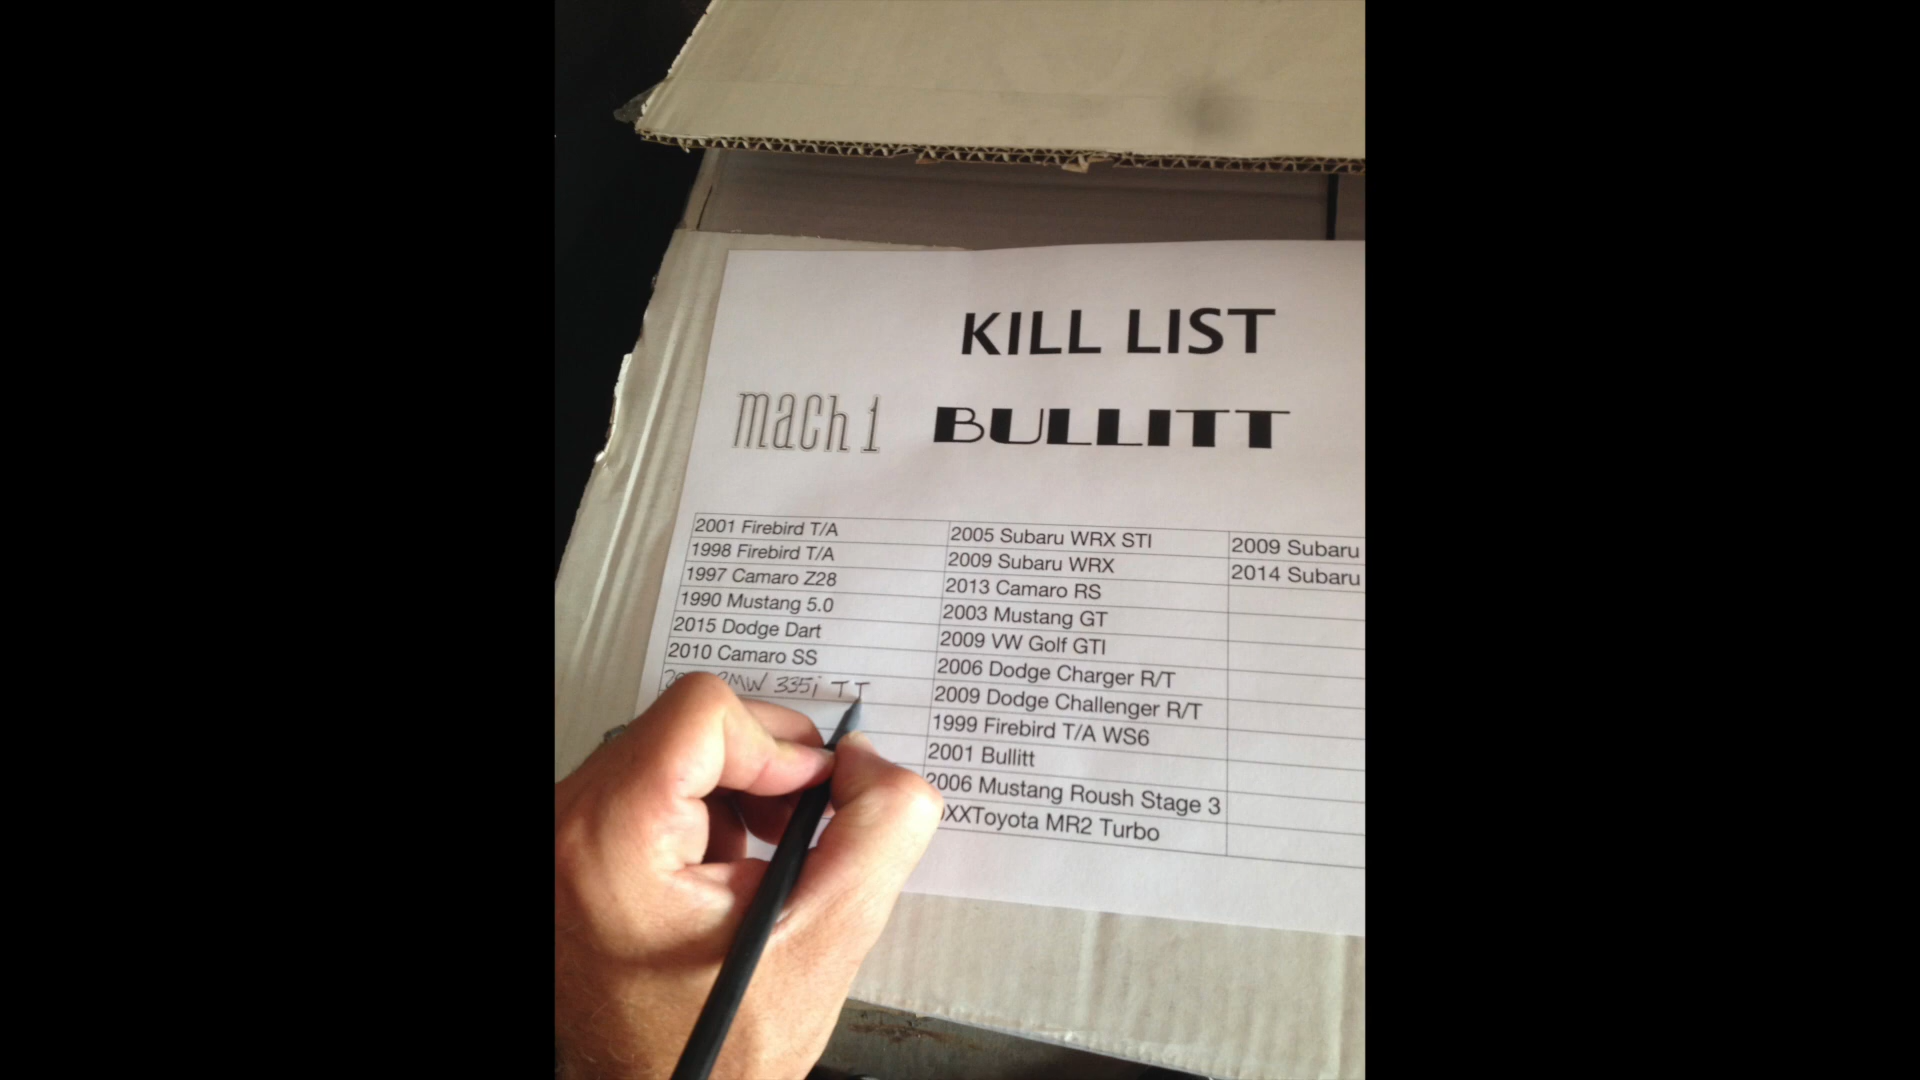 KILL LIST
mach 1 BULLITT
2001 Firebird T/A
1998 Firebird T/A
1997 Camaro Z28
1990 Mustang 5.0
2015 Dodge Dart
2010 Camaro SS
335i TT
2005 Subaru WRX STI
2009 Subaru WRX
2013 Camaro RS
2003 Mustang GT
2009 VW Golf GTI
2006 Dodge Charger R/T
2009 Dodge Challenger R/T
1999 Firebird T/A WS6
2001 Bullitt
2006 Mustang Roush Stage 3
XXToyota MR2 Turbo
2009 Subaru
2014 Subaru